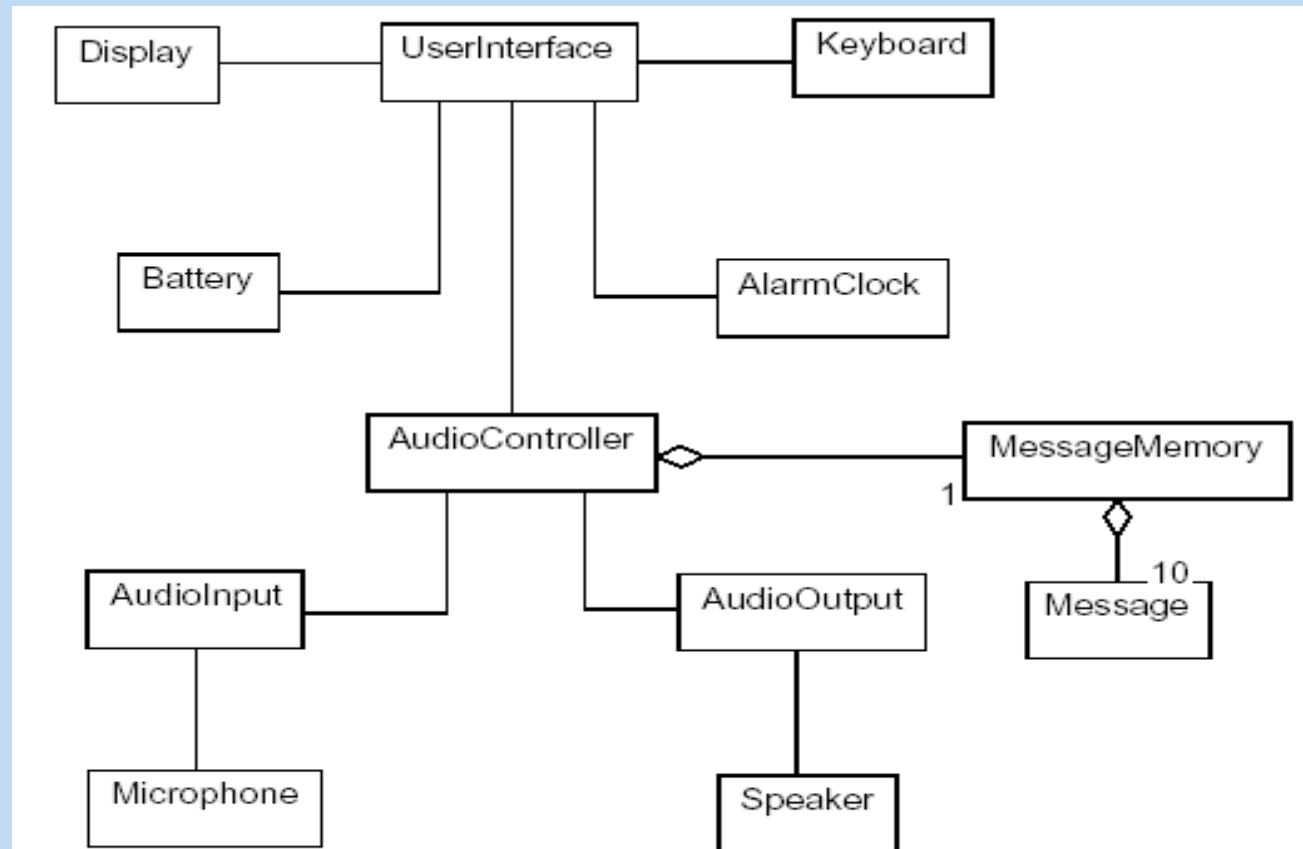 Display
UserInterface
Keyboard
Battery
AlarmClock
AudioController
MessageMemory
1
AudioInput
AudioOutput
10
Message
Microphone
Speaker